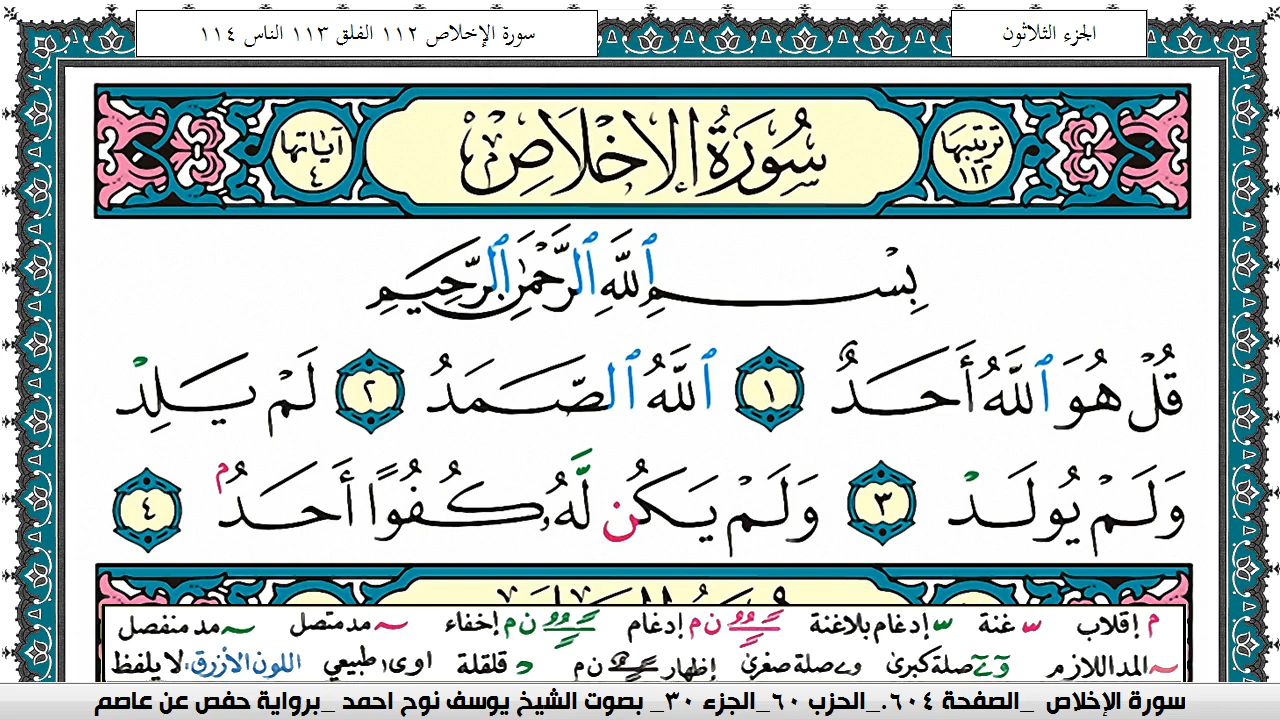 الجزء الثلاثون
سورة الإخلاص ١١٢ الفلق ١١٣ الناس ١١٤
ترتيبها ١١٢
سُورَةُ الإِخْلَاصِ
آياتها ٤
بِسْمِ ٱللَّهِ ٱلرَّحْمَٰنِ ٱلرَّحِيمِ
قُلْ هُوَ ٱللَّهُ أَحَدٌ ١ ٱللَّهُ ٱلصَّمَدُ ٢ لَمْ يَلِدْ
وَلَمْ يُولَدْ ٣ وَلَمْ يَكُن لَّهُۥ كُفُوًا أَحَدٌۢ ٤
م إقلاب س غنة س إدغام بلاغنة ن م إدغام ن م إخفاء ~ مد متصل ~ مد منفصل
~ المد اللازم و ے صلة كبرى و ے صلة صغرى إظهار ن م د قلقلة ا و ى طبيعي اللون الأزرق: لا يلفظ
سورة الإخلاص _الصفحة ٦٠٤._الحزب ٦٠_الجزء ٣٠_ بصوت الشيخ يوسف نوح احمد _برواية حفص عن عاصم